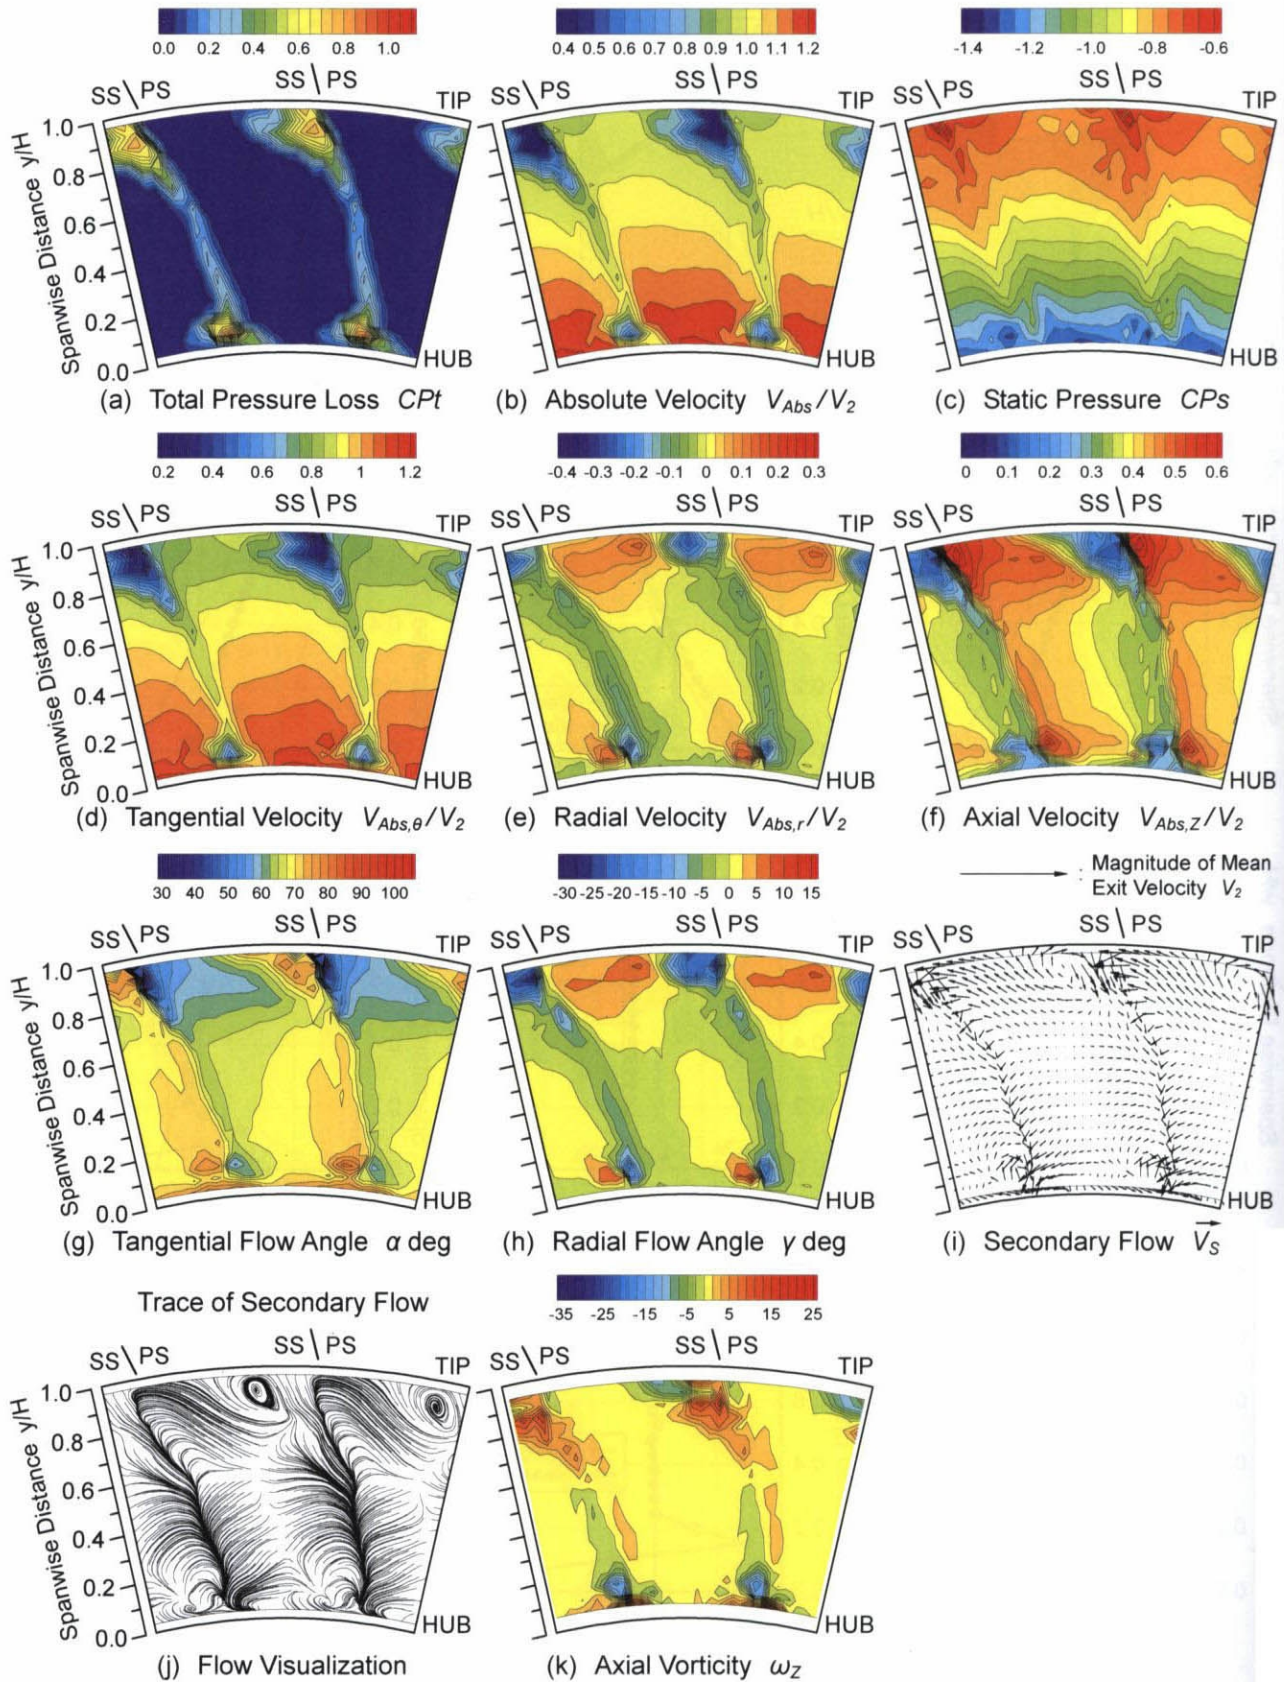 0.0 0.2 0.4 0.6 0.8 1.0
0.4 0.5 0.6 0.7 0.8 0.9 1.0 1.1 1.2
-1.4 -1.2 -1.0 -0.8 -0.6
SS \ PS SS \ PS TIP
SS \ PS SS \ PS TIP
SS \ PS SS \ PS TIP
Spanwise Distance y/H
1.0
0.8
0.6
0.4
0.2
0.0
HUB
HUB
HUB
(a) Total Pressure Loss CPt
(b) Absolute Velocity V_Abs/V_2
(c) Static Pressure CPs
0.2 0.4 0.6 0.8 1.0 1.2
-0.4 -0.3 -0.2 -0.1 0 0.1 0.2 0.3
0 0.1 0.2 0.3 0.4 0.5 0.6
SS \ PS SS \ PS TIP
SS \ PS SS \ PS TIP
SS \ PS SS \ PS TIP
Spanwise Distance y/H
1.0
0.8
0.6
0.4
0.2
0.0
HUB
HUB
HUB
(d) Tangential Velocity V_Abs,θ/V_2
(e) Radial Velocity V_Abs,r/V_2
(f) Axial Velocity V_Abs,Z/V_2
30 40 50 60 70 80 90 100
-30 -25 -20 -15 -10 -5 0 5 10 15
: Magnitude of Mean
Exit Velocity V_2
SS \ PS SS \ PS TIP
SS \ PS SS \ PS TIP
SS \ PS SS \ PS TIP
Spanwise Distance y/H
1.0
0.8
0.6
0.4
0.2
0.0
HUB
HUB
HUB
(g) Tangential Flow Angle α deg
(h) Radial Flow Angle γ deg
(i) Secondary Flow V_S
Trace of Secondary Flow
-35 -25 -15 -5 5 15 25
SS \ PS SS \ PS TIP
SS \ PS SS \ PS TIP
Spanwise Distance y/H
1.0
0.8
0.6
0.4
0.2
0.0
HUB
HUB
(j) Flow Visualization
(k) Axial Vorticity ω_Z